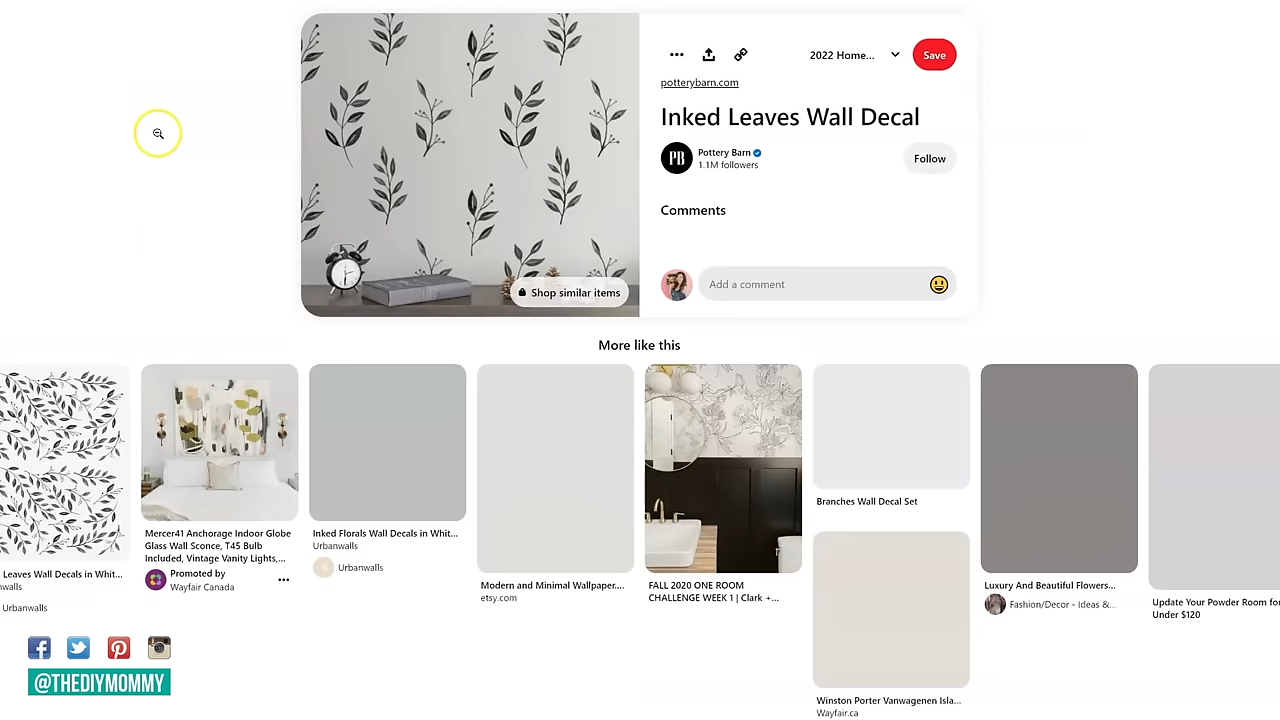 2022 Home...
Save
potterybarn.com
Inked Leaves Wall Decal
PB
Pottery Barn
1.1M followers
Follow
Comments
Add a comment
Shop similar items
More like this
Leaves Wall Decals in Whit...
Urbanwalls
Mercer41 Anchorage Indoor Globe
Glass Wall Sconce, T45 Bulb
Included, Vintage Vanity Lights,...
Promoted by
Wayfair Canada
Inked Florals Wall Decals in Whit...
Urbanwalls
Urbanwalls
Modern and Minimal Wallpaper....
etsy.com
FALL 2020 ONE ROOM
CHALLENGE WEEK 1 | Clark +...
Branches Wall Decal Set
Winston Porter Vanwagenen Isla...
Wayfair.ca
Luxury And Beautiful Flowers...
Fashion/Decor - Ideas &...
Update Your Powder Room for
Under $120
@THEDIYMOMMY